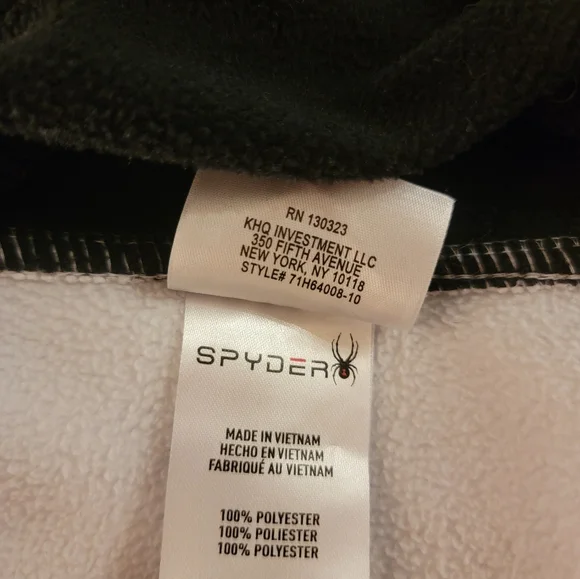 RN 130323
KHQ INVESTMENT LLC
350 FIFTH AVENUE
NEW YORK, NY 10118
STYLE# 71H64008-10
SPYDER
MADE IN VIETNAM
HECHO EN VIETNAM
FABRIQUÉ AU VIETNAM
100% POLYESTER
100% POLIESTER
100% POLYESTER